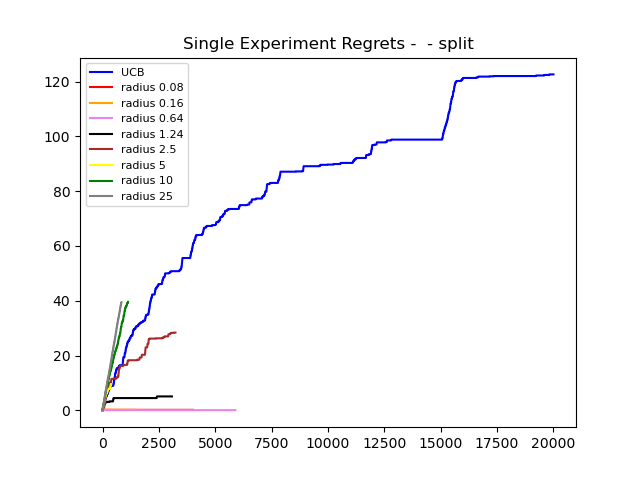 Single Experiment Regrets -  - split
UCB
radius 0.08
radius 0.16
radius 0.64
radius 1.24
radius 2.5
radius 5
radius 10
radius 25
120
100
80
60
40
20
0
0 2500 5000 7500 10000 12500 15000 17500 20000